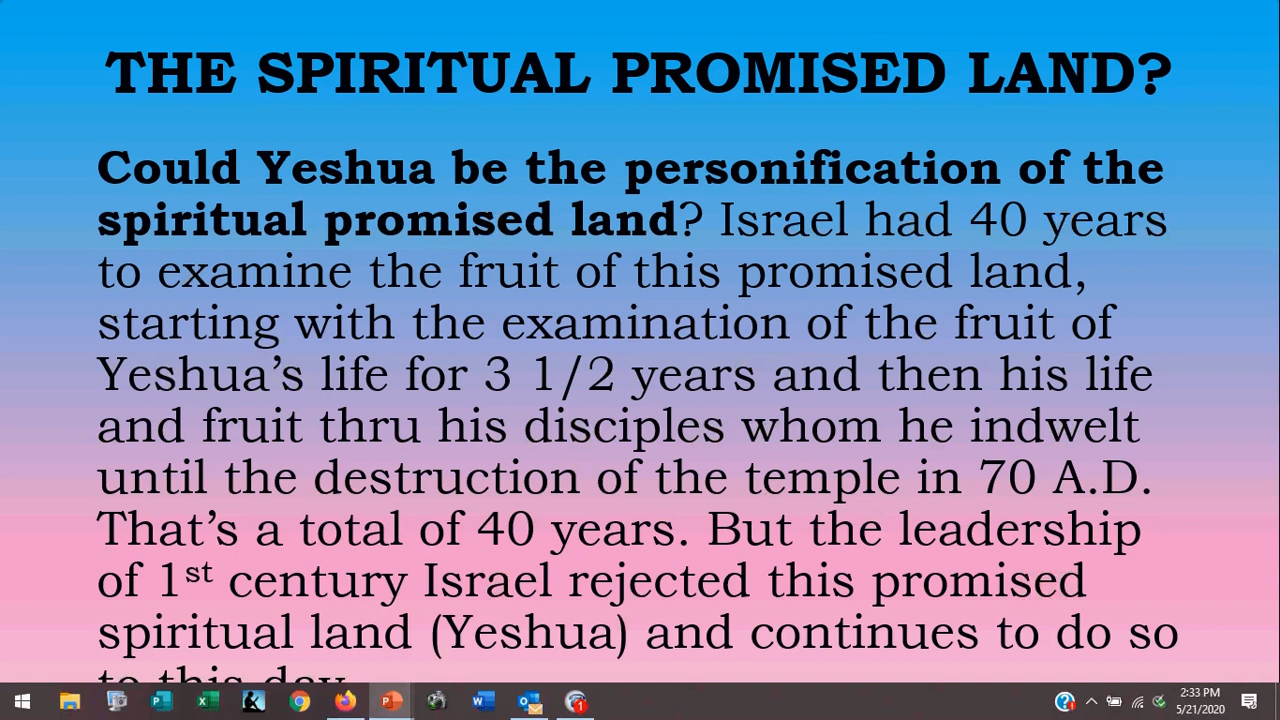 THE SPIRITUAL PROMISED LAND?
Could Yeshua be the personification of the
spiritual promised land? Israel had 40 years
to examine the fruit of this promised land,
starting with the examination of the fruit of
Yeshua’s life for 3 1/2 years and then his life
and fruit thru his disciples whom he indwelt
until the destruction of the temple in 70 A.D.
That’s a total of 40 years. But the leadership
of 1st century Israel rejected this promised
spiritual land (Yeshua) and continues to do so
to this day
2:33 PM
5/21/2020